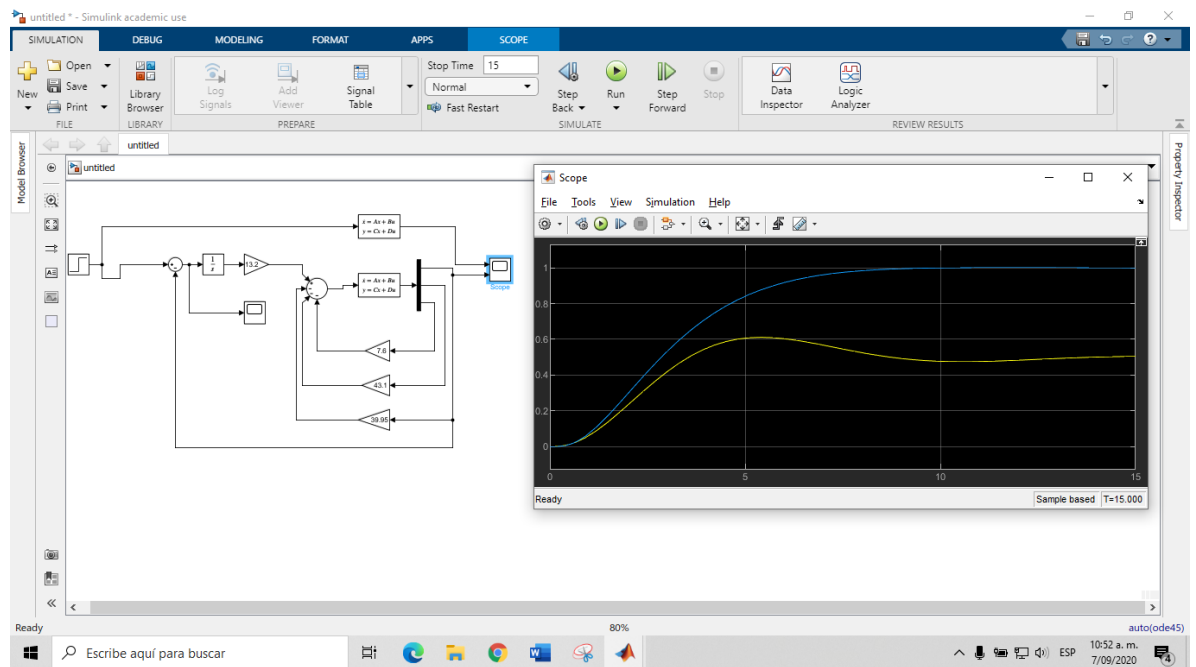 untitled * - Simulink academic use
SIMULATION DEBUG MODELING FORMAT APPS SCOPE
New
Open
Save
Print
FILE
Library Browser
LIBRARY
Log Signals
Add Viewer
Signal Table
PREPARE
Stop Time 15
Normal
Fast Restart
Step Back
Run
Step Forward
Stop
SIMULATE
Data Inspector
Logic Analyzer
REVIEW RESULTS
Model Browser
untitled
untitled
Property Inspector
ẋ = Ax + Bu
y = Cx + Du
1
s
13.2
ẋ = Ax + Bu
y = Cx + Du
Scope
7.6
43.1
39.95
Scope
File Tools View Simulation Help
1
0.8
0.6
0.4
0.2
0
0 5 10 15
Ready Sample based T=15.000
Ready 80% auto(ode45)
Escribe aquí para buscar
ESP
10:52 a. m.
7/09/2020
4